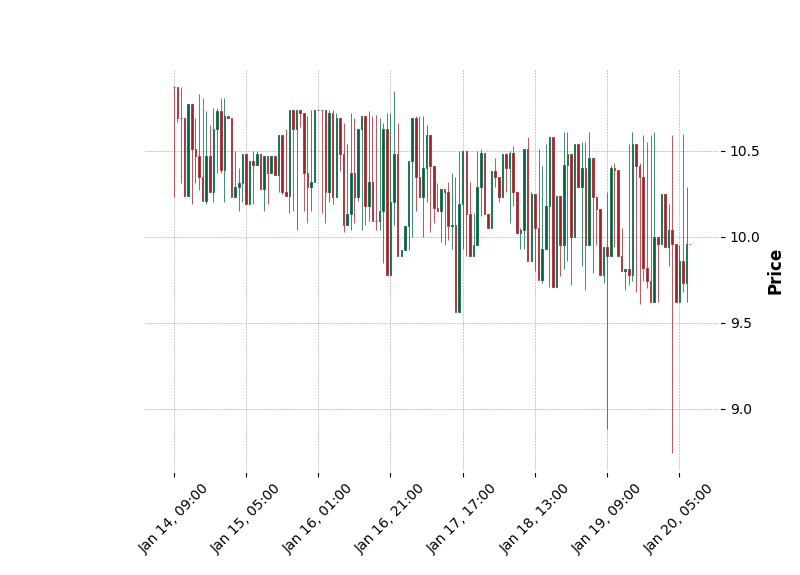 10.5
10.0
9.5
9.0
Price
Jan 14, 09:00
Jan 15, 05:00
Jan 16, 01:00
Jan 16, 21:00
Jan 17, 17:00
Jan 18, 13:00
Jan 19, 09:00
Jan 20, 05:00